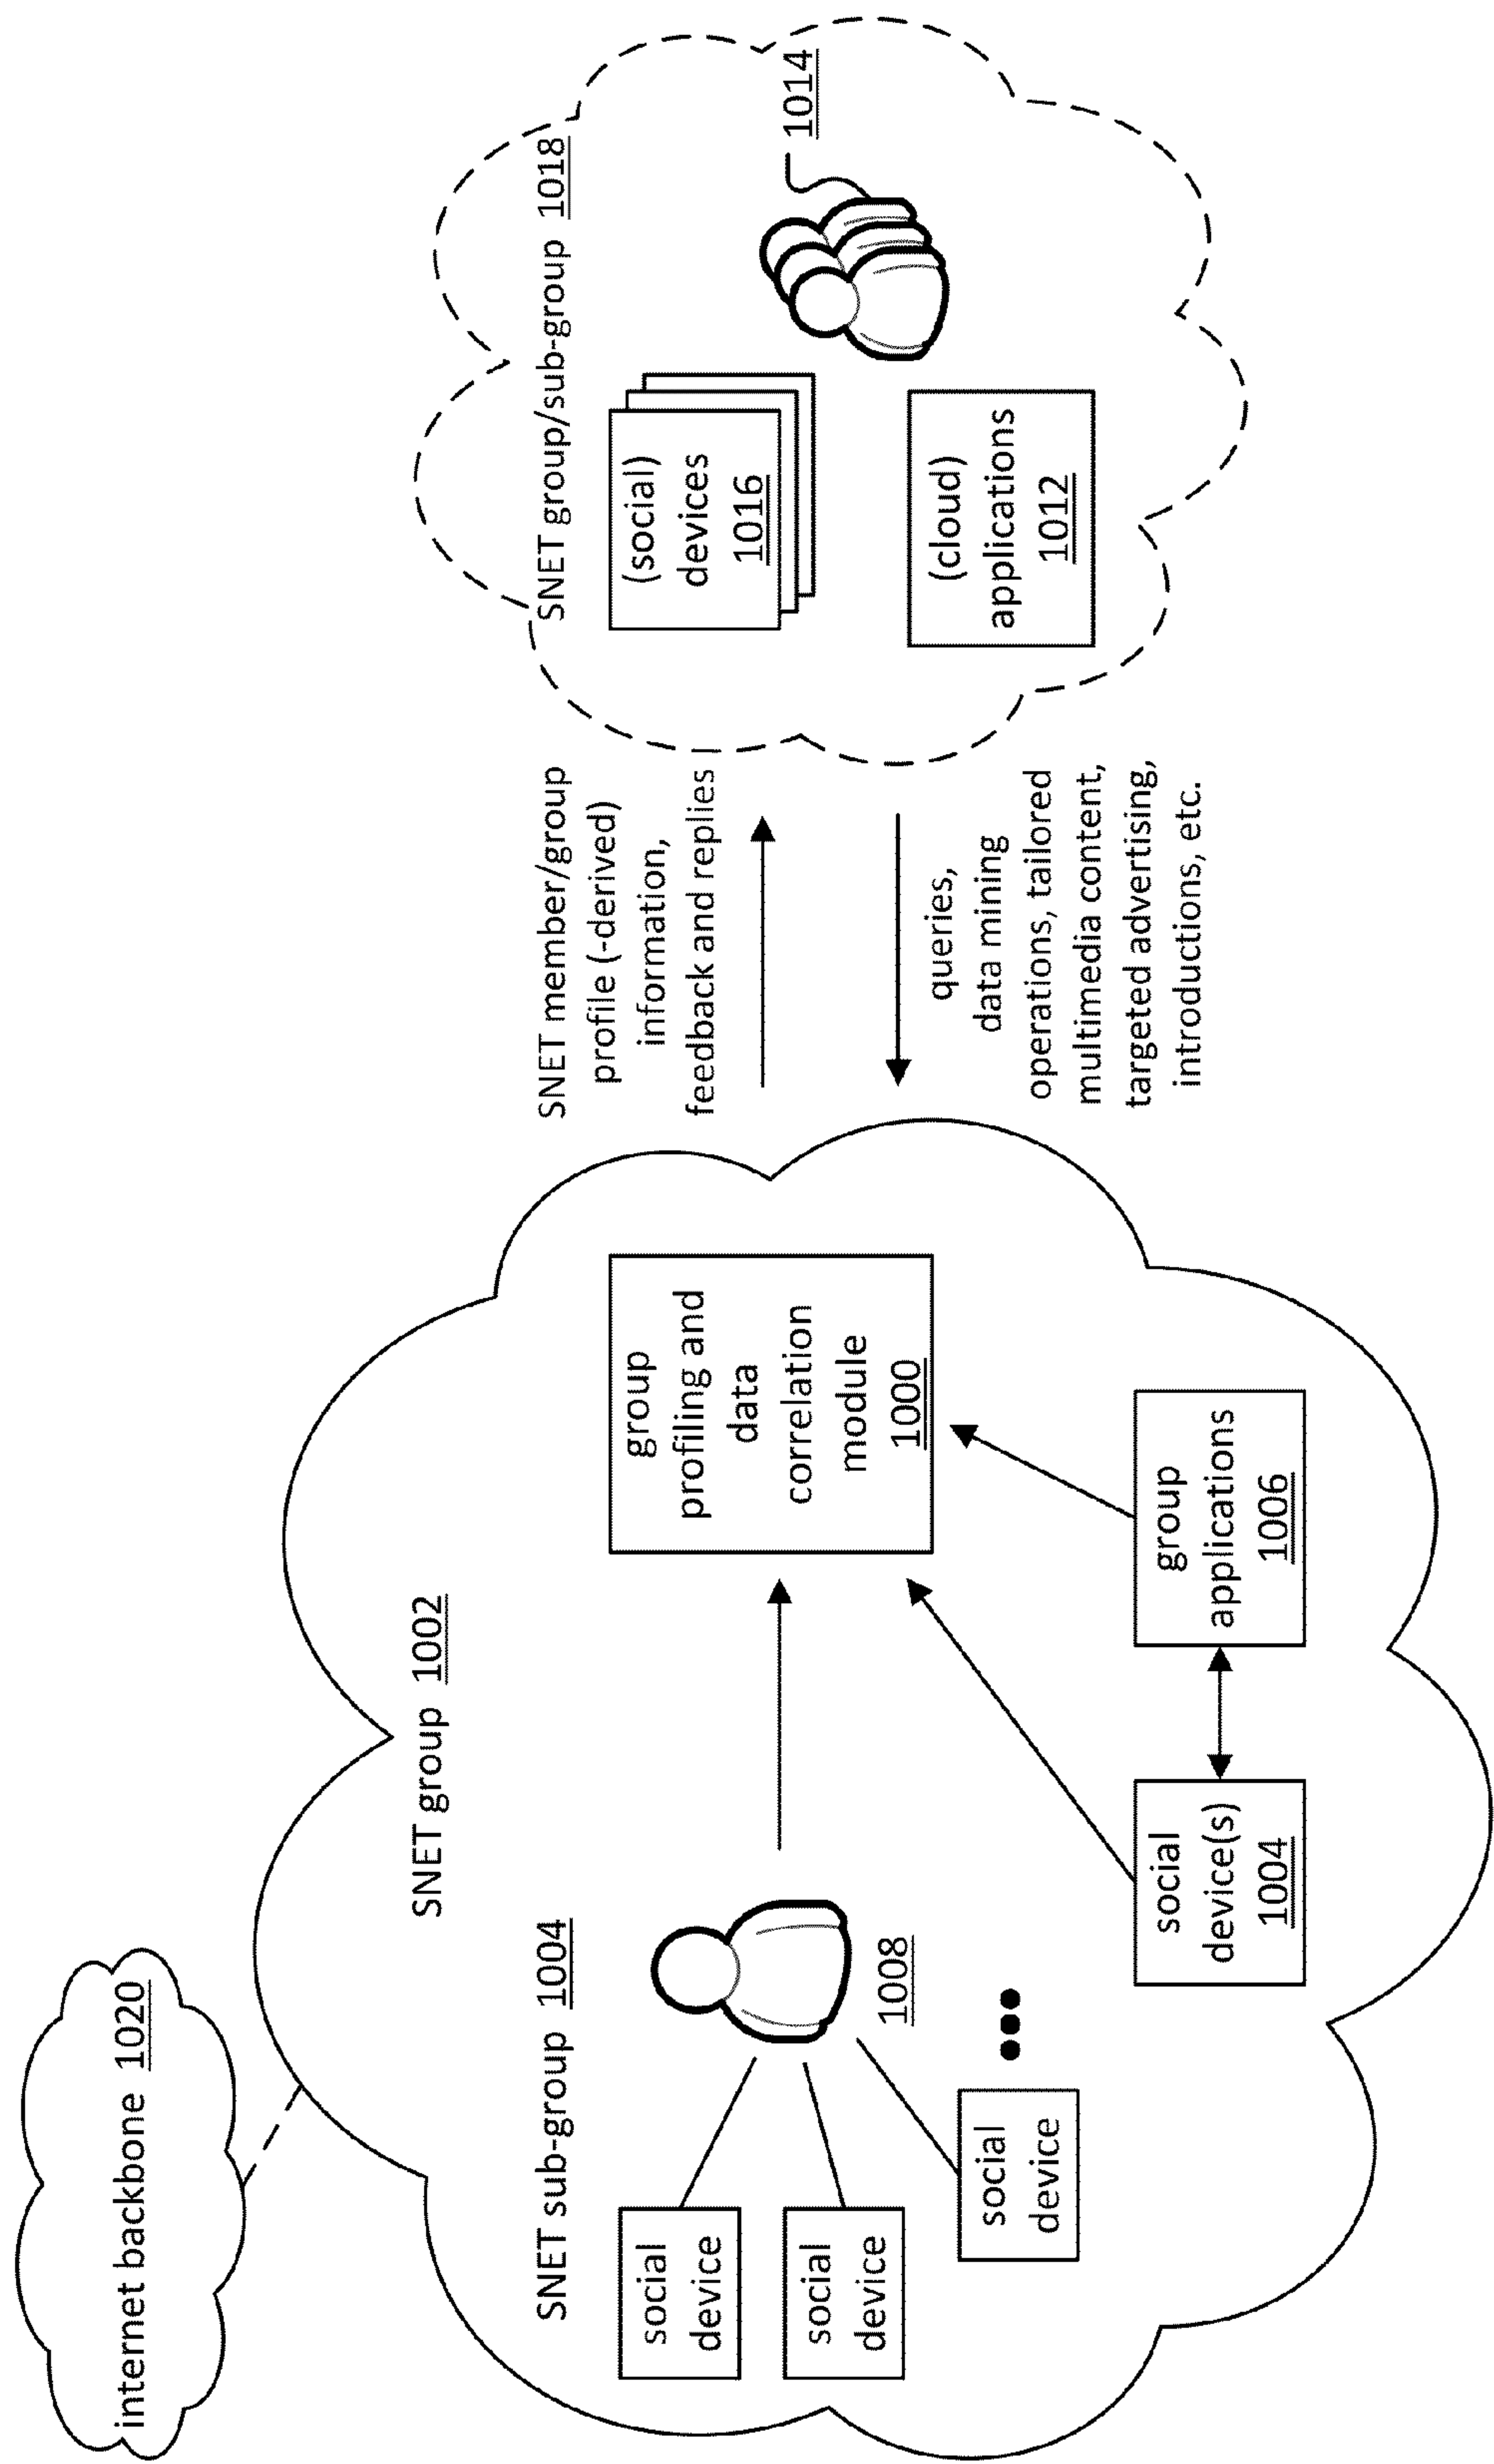 internet backbone 1020
SNET group 1002
SNET sub-group 1004
social
device
social
device
social
device
1008
group
profiling and
data
correlation
module
1000
social
device(s)
1004
group
applications
1006
SNET member/group
profile (-derived)
information,
feedback and replies
queries,
data mining
operations, tailored
multimedia content,
targeted advertising,
introductions, etc.
SNET group/sub-group 1018
(social)
devices
1016
(cloud)
applications
1012
1014